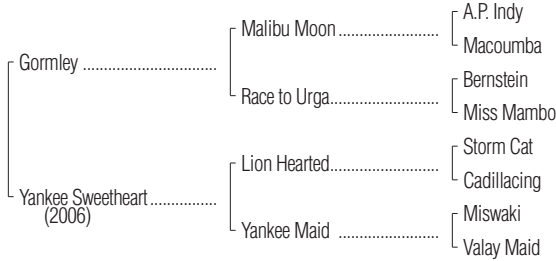 A.P. Indy
Malibu Moon ........................
Macoumba
Gormley ................................
Bernstein
Race to Urga..........................
Miss Mambo
Storm Cat
Lion Hearted..........................
Cadillacing
Yankee Sweetheart ................
(2006)
Miswaki
Yankee Maid ........................
Valay Maid